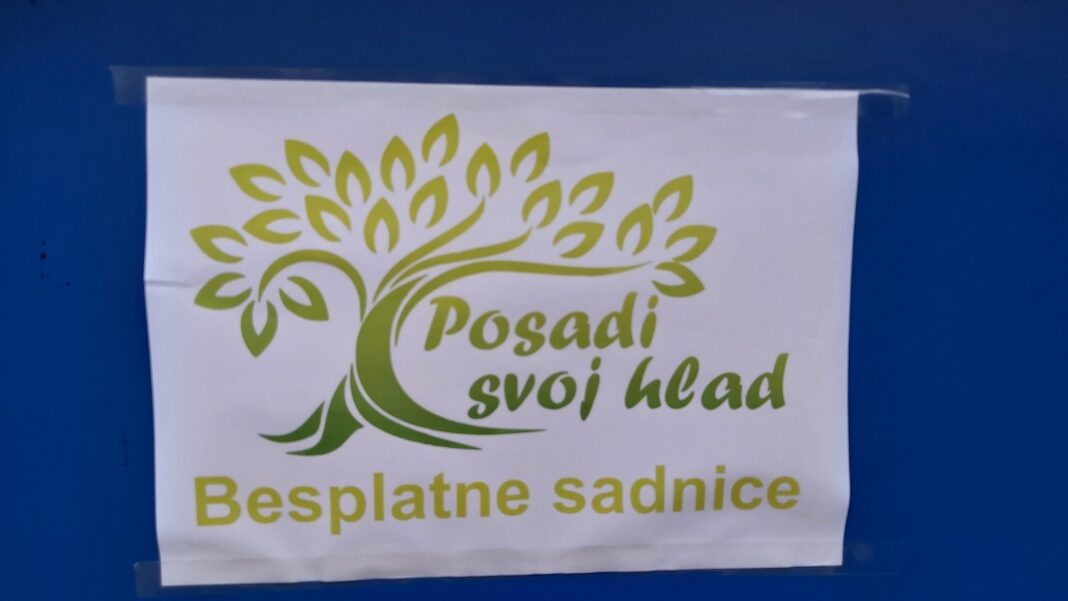 Posadi
svoj hlad
Besplatne sadnice